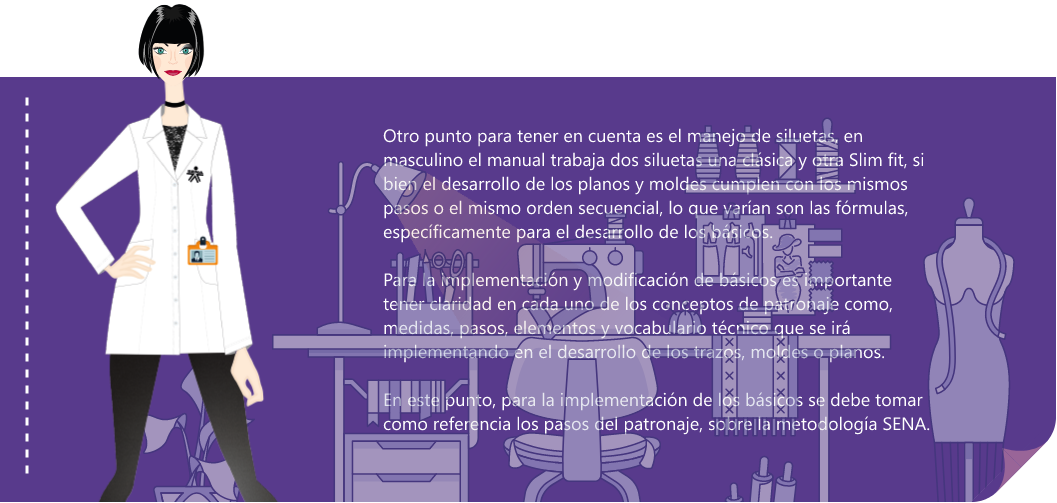 Otro punto para tener en cuenta es el manejo de siluetas, en
masculino el manual trabaja dos siluetas una clásica y otra Slim fit, si
bien el desarrollo de los planos y moldes cumplen con los mismos
pasos o el mismo orden secuencial, lo que varían son las fórmulas,
específicamente para el desarrollo de los básicos.
Para la implementación y modificación de básicos es importante
tener claridad en cada uno de los conceptos de patronaje como,
medidas, pasos, elementos y vocabulario técnico que se irá
implementando en el desarrollo de los trazos, moldes o planos.
En este punto, para la implementación de los básicos se debe tomar
como referencia los pasos del patronaje, sobre la metodología SENA.